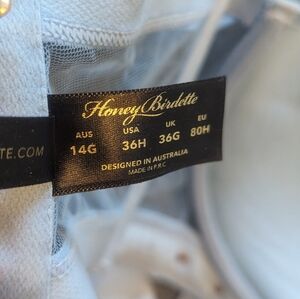 Honey Birdette
AUS USA UK EU
14G 36H 36G 80H
DESIGNED IN AUSTRALIA
MADE IN P.R.C
TE.COM